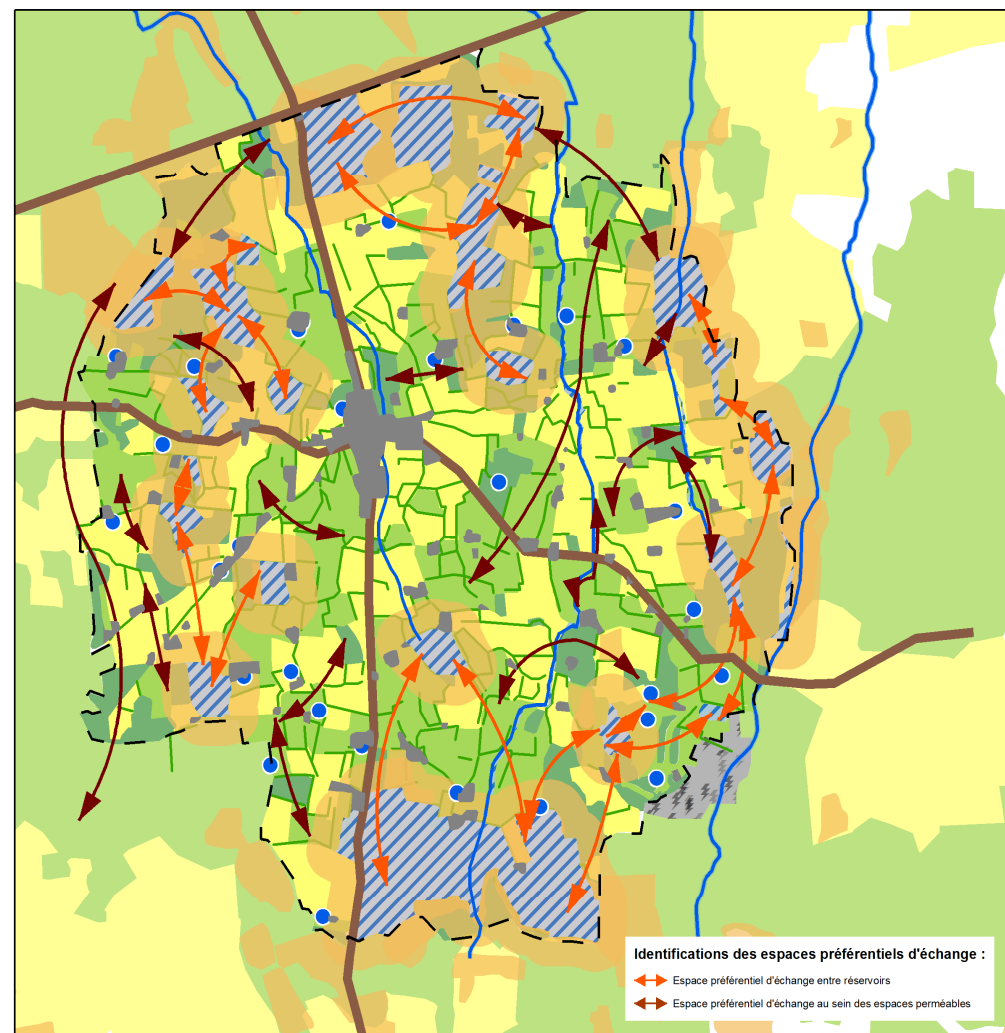 Identifications des espaces préférentiels d'échange :
Espace préférentiel d'échange entre réservoirs
Espace préférentiel d'échange au sein des espaces perméables